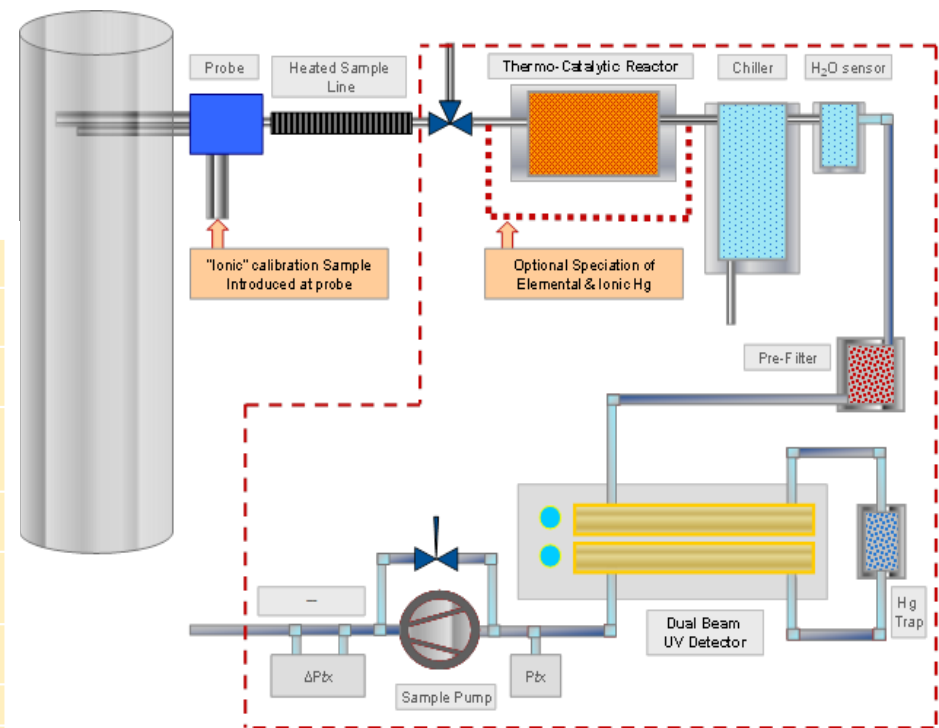 Probe
Heated Sample
Line
Thermo-Catalytic Reactor
Chiller
H₂O sensor
"Ionic" calibration Sample
Introduced at probe
Optional Speciation of
Elemental & Ionic Hg
Pre-Filter
Hg
Trap
Dual Beam
UV Detector
—
ΔPtx
Sample Pump
Ptx